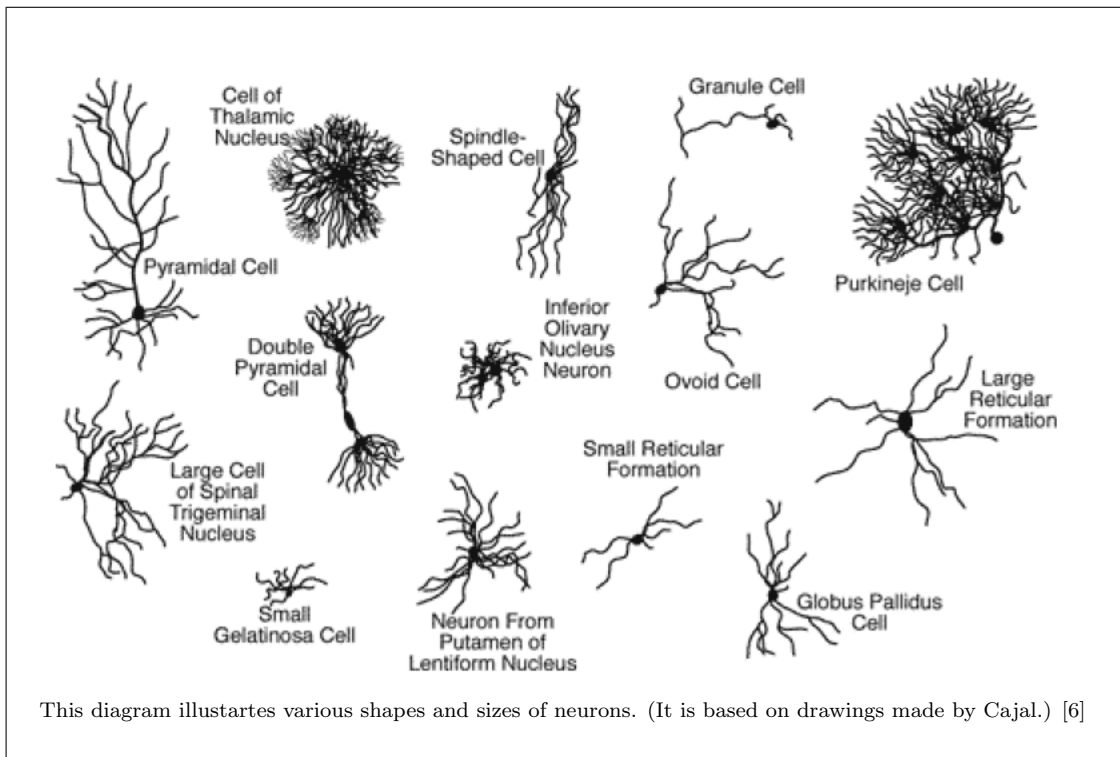 Cell of
Thalamic
Nucleus
Spindle-
Shaped Cell
Granule Cell
Pyramidal Cell
Purkineje Cell
Double
Pyramidal
Cell
Inferior
Olivary
Nucleus
Neuron
Ovoid Cell
Large
Reticular
Formation
Large Cell
of Spinal
Trigeminal
Nucleus
Small Reticular
Formation
Small
Gelatinosa Cell
Neuron From
Putamen of
Lentiform Nucleus
Globus Pallidus
Cell
This diagram illustartes various shapes and sizes of neurons. (It is based on drawings made by Cajal.) [6]